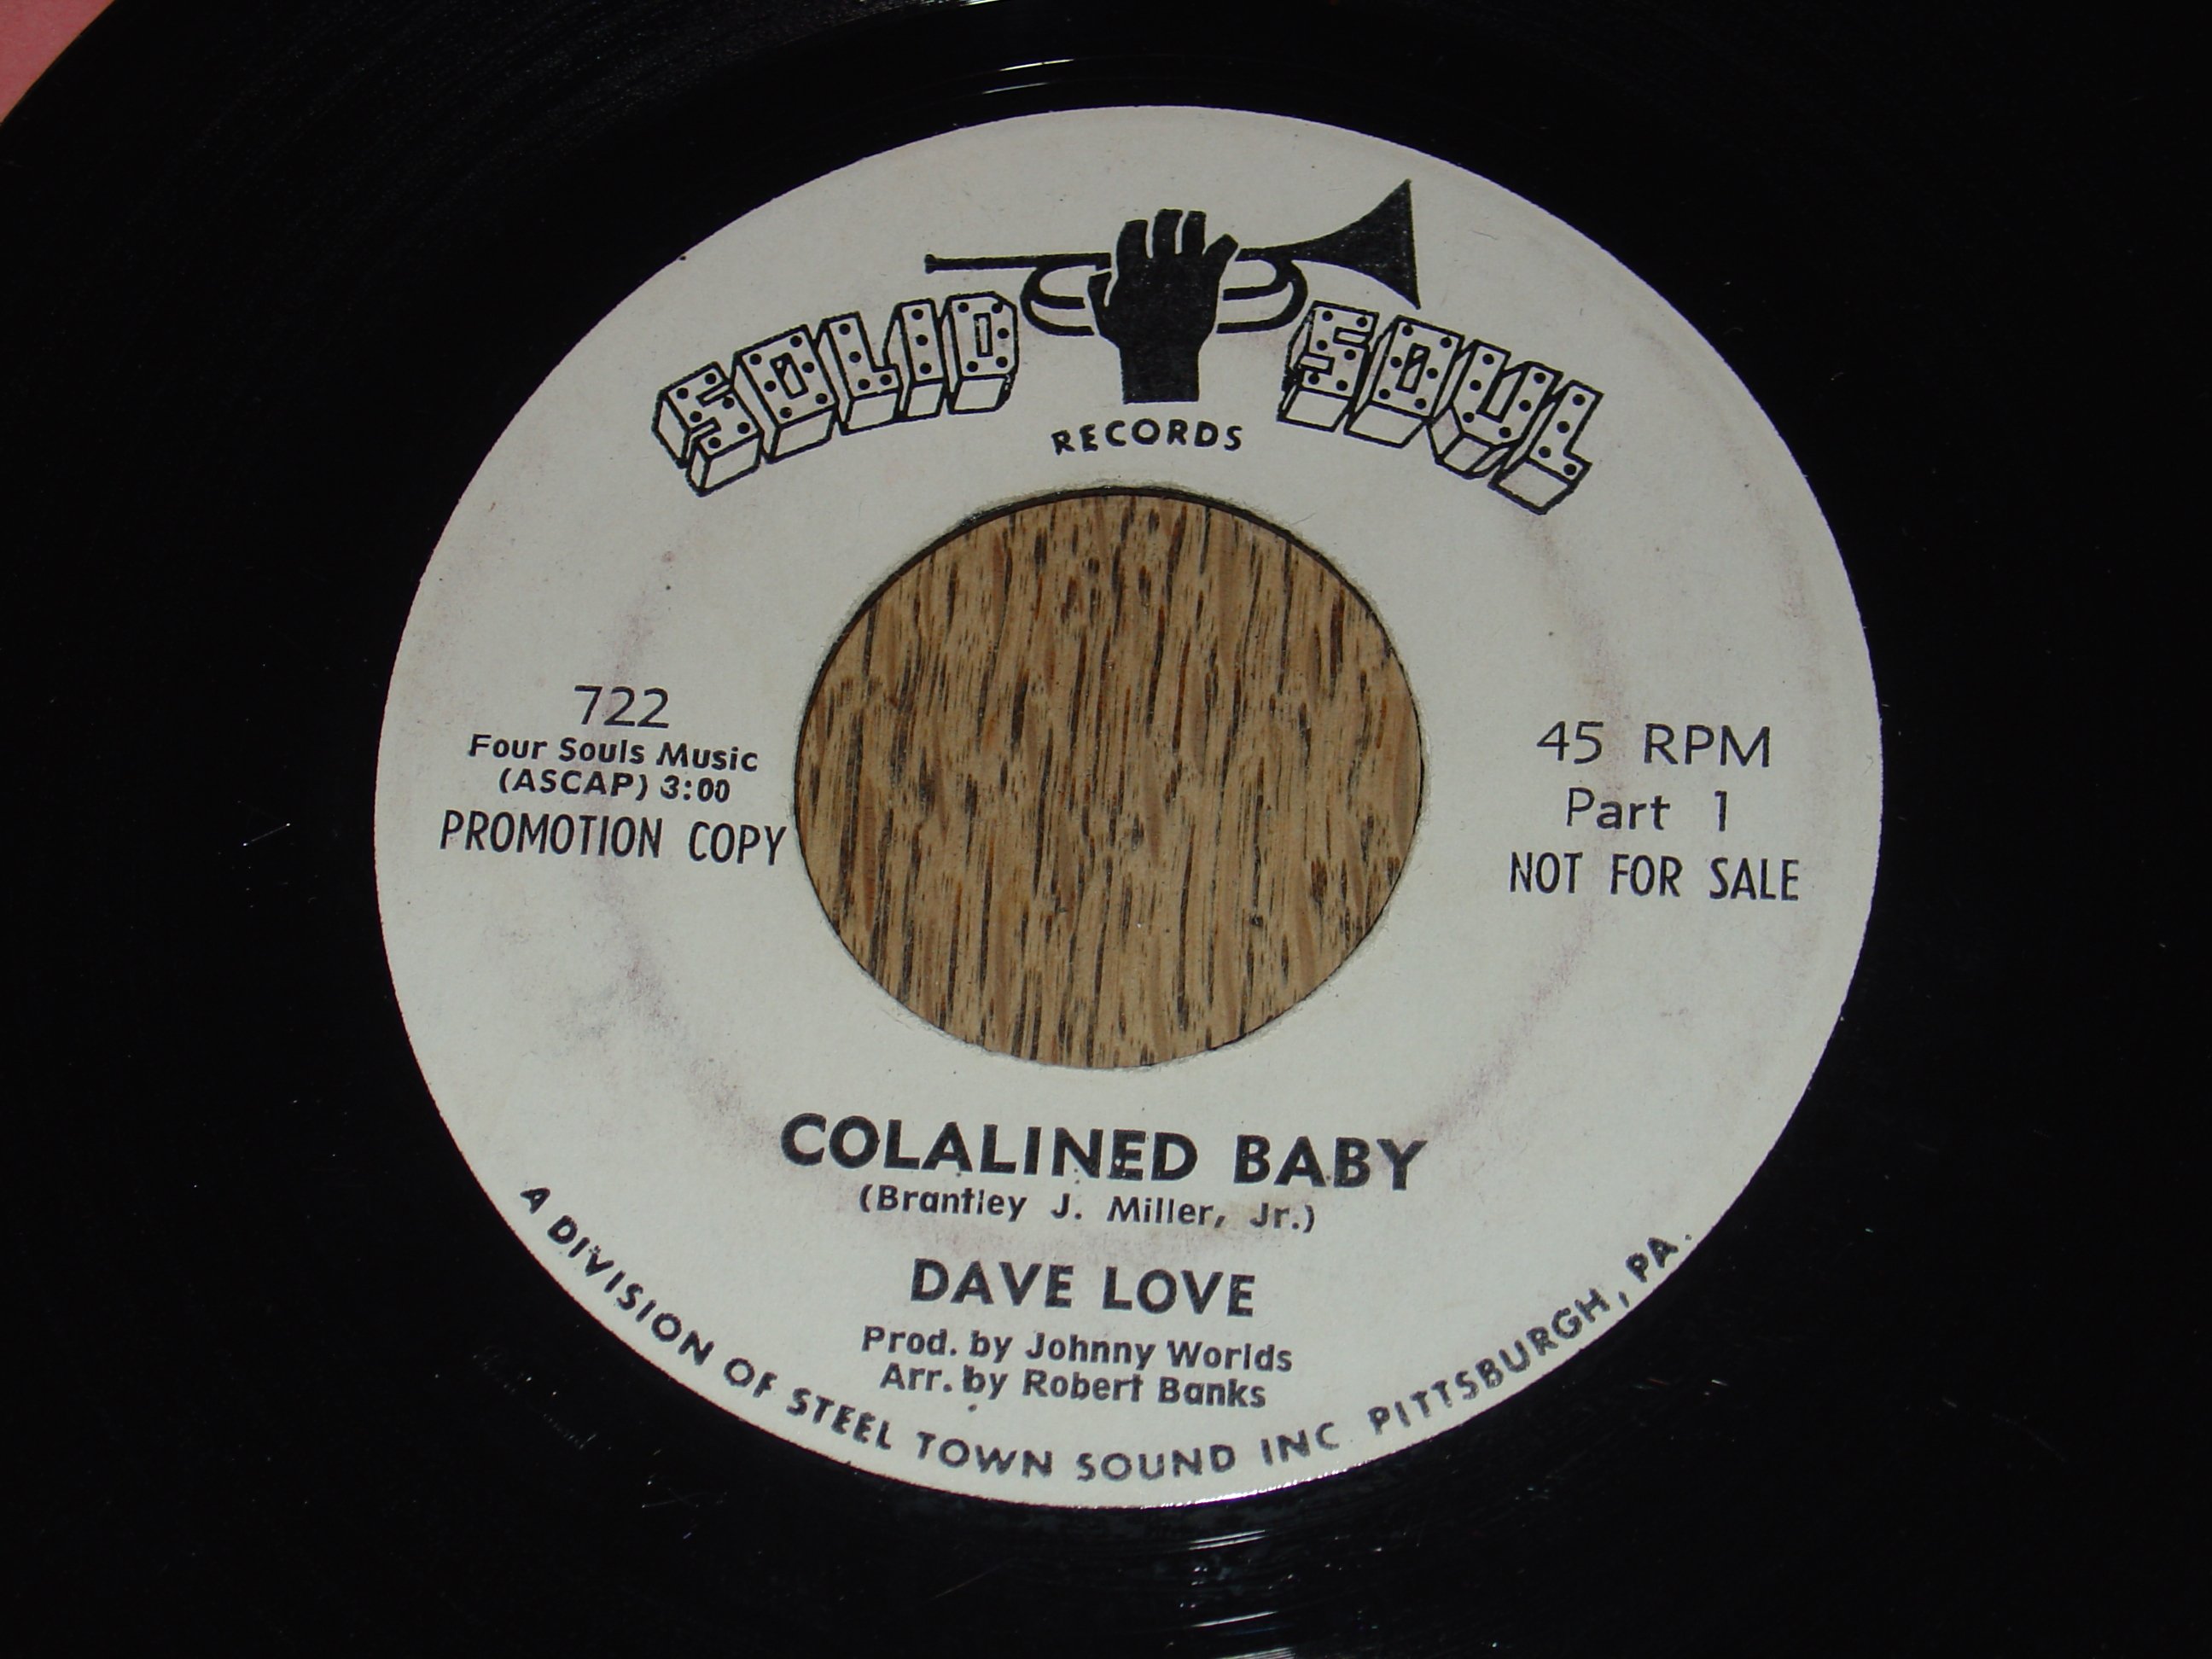 SOLID SOUL
RECORDS
722
Four Souls Music
(ASCAP) 3:00
PROMOTION COPY
45 RPM
Part 1
NOT FOR SALE
COLALINED BABY
(Brantley J. Miller, Jr.)
DAVE LOVE
Prod. by Johnny Worlds
Arr. by Robert Banks
A DIVISION OF STEEL TOWN SOUND INC PITTSBURGH, PA.